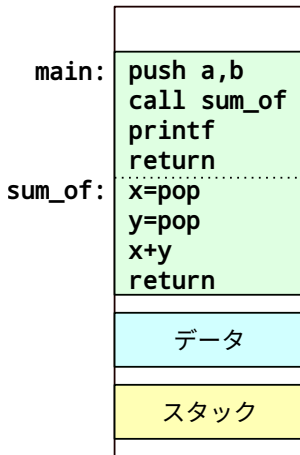 main: push a,b
call sum_of
printf
return
sum_of: x=pop
y=pop
x+y
return
データ
スタック